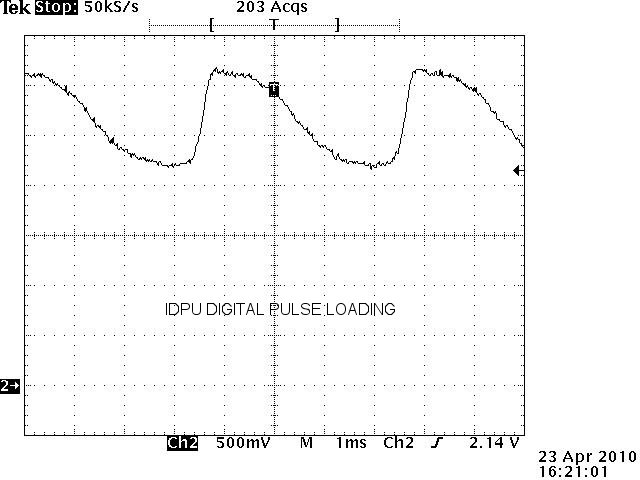 Tek Stop: 50kS/s 203 Acqs
[ T ]
T
IDPU DIGITAL PULSE LOADING
2→
Ch2 500mV M 1ms Ch2 2.14 V
23 Apr 2010
16:21:01